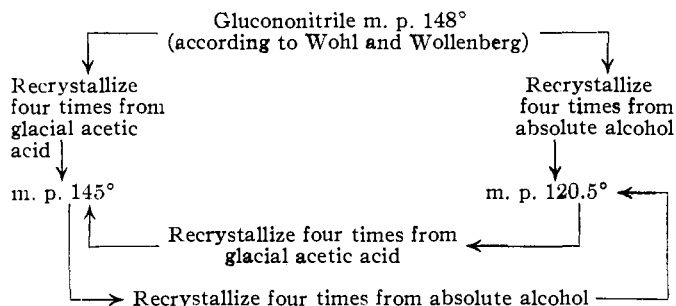 Gluconónitrile m. p. 148°
(according to Wohl and Wollenberg)
Recrystallize
four times from
glacial acetic
acid
Recrystallize
four times from
absolute alcohol
m. p. 145°
m. p. 120.5°
Recrystallize four times from
glacial acetic acid
Recrystallize four times from absolute alcohol